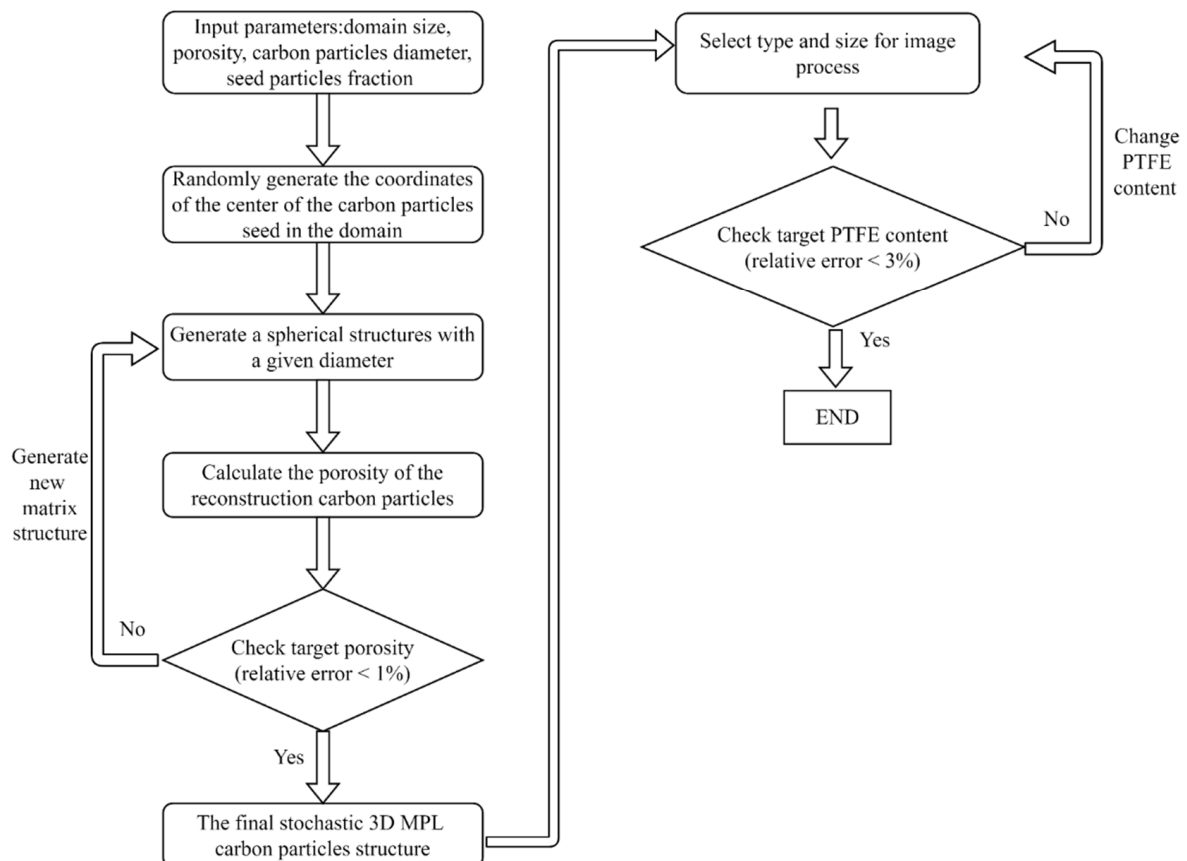 Input parameters:domain size,
porosity, carbon particles diameter,
seed particles fraction
Randomly generate the coordinates
of the center of the carbon particles
seed in the domain
Generate a spherical structures with
a given diameter
Calculate the porosity of the
reconstruction carbon particles
Generate
new
matrix
structure
No
Check target porosity
(relative error < 1%)
Yes
The final stochastic 3D MPL
carbon particles structure
Select type and size for image
process
Change
PTFE
content
No
Check target PTFE content
(relative error < 3%)
Yes
END